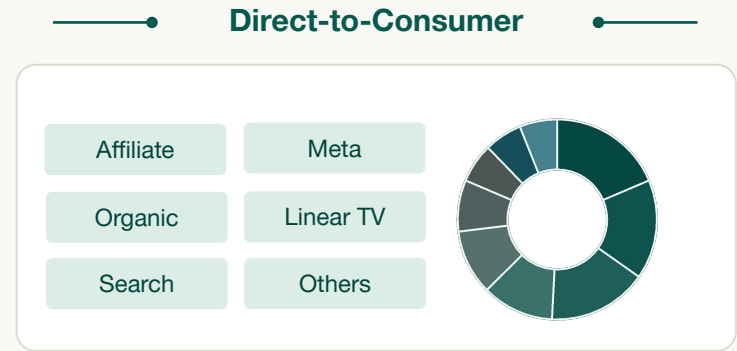 Direct-to-Consumer
Affiliate
Meta
Organic
Linear TV
Search
Others